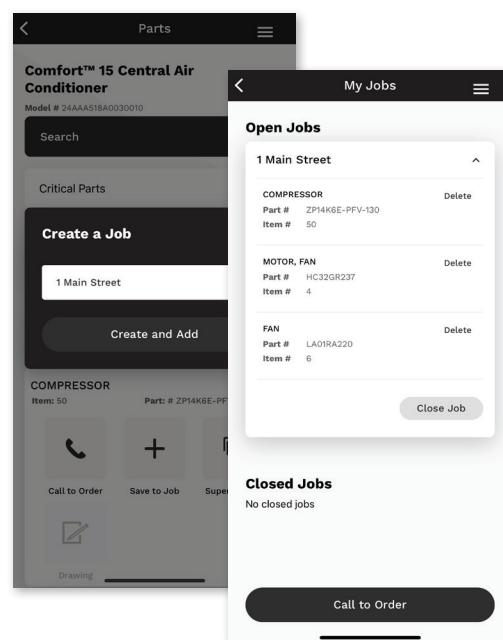 Parts
Comfort™ 15 Central Air
Conditioner
Model # 24AAA518A0030010
Search
Critical Parts
Create a Job
1 Main Street
Create and Add
COMPRESSOR
Item: 50 Part: # ZP14K6E-PF
Call to Order Save to Job Super
Drawing
My Jobs
Open Jobs
1 Main Street
COMPRESSOR Delete
Part # ZP14K6E-PFV-130
Item # 50
MOTOR, FAN Delete
Part # HC32GR237
Item # 4
FAN Delete
Part # LA01RA220
Item # 6
Close Job
Closed Jobs
No closed jobs
Call to Order